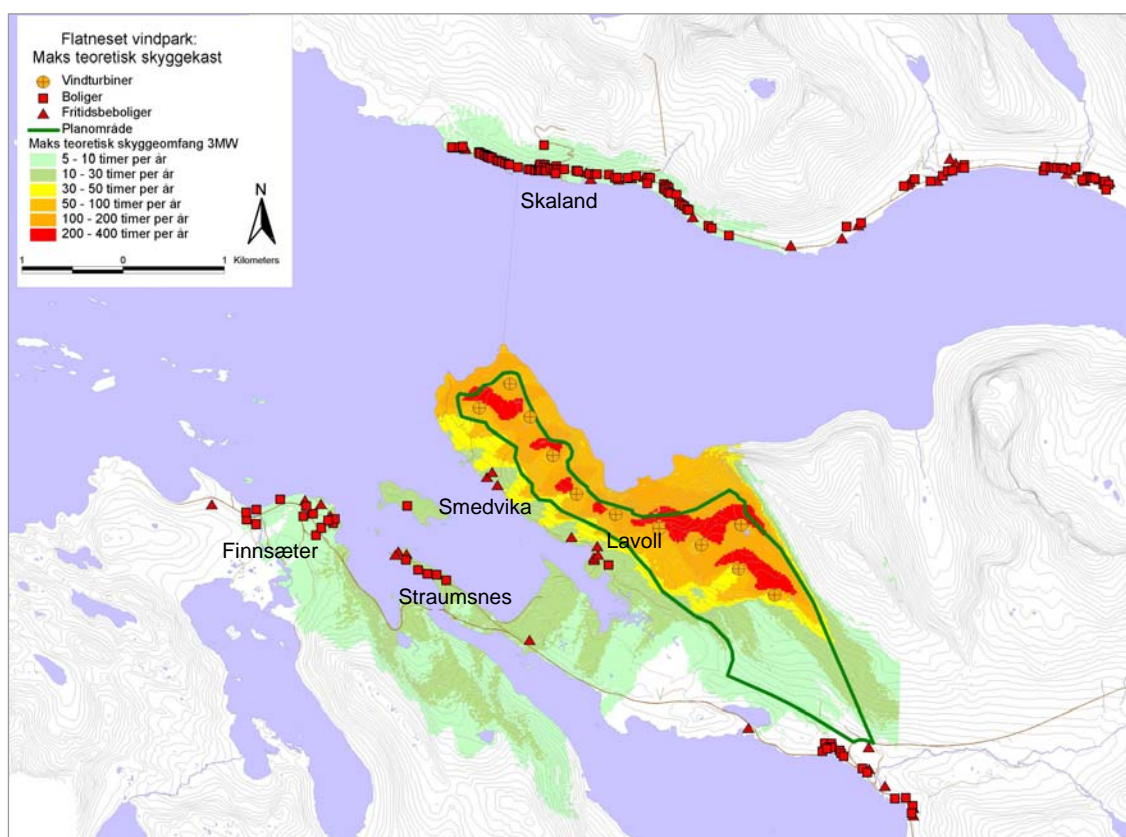 Flatneset vindpark:
Maks teoretisk skyggekast
Vindturbiner
Boliger
Fritidsbeboliger
Planområde
Maks teoretisk skyggeomfang 3MW
5 - 10 timer per år
10 - 30 timer per år
30 - 50 timer per år
50 - 100 timer per år
100 - 200 timer per år
200 - 400 timer per år
N
1 0 1 Kilometers
Skaland
Smedvika
Lavoll
Finnsæter
Straumsnes